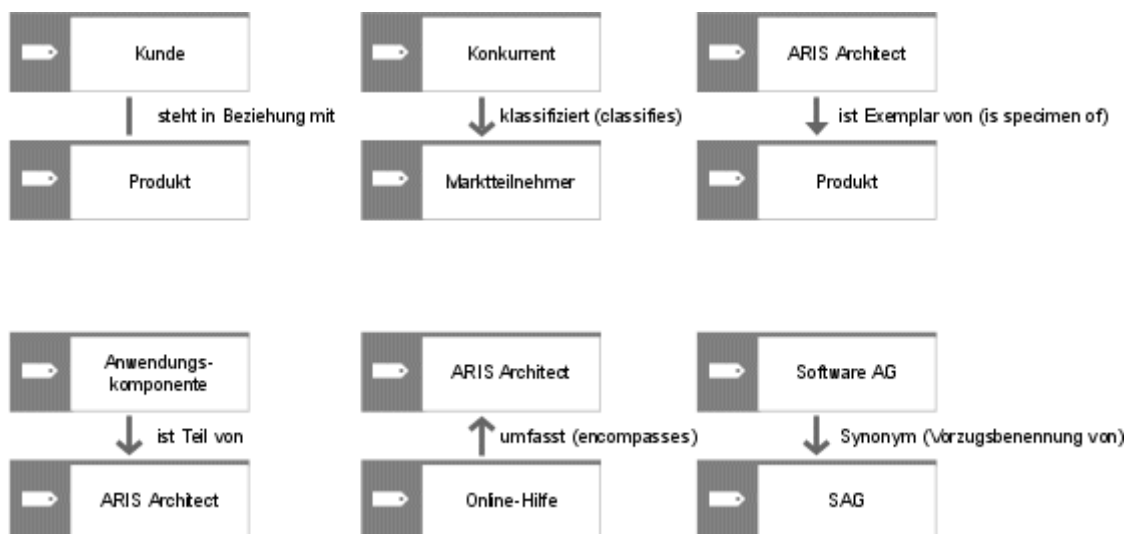 Kunde
Konkurrent
ARIS Architect
steht in Beziehung mit
klassifiziert (classifies)
ist Exemplar von (is specimen of)
Produkt
Marktteilnehmer
Produkt
Anwendungs-
komponente
ARIS Architect
Software AG
ist Teil von
umfasst (encompasses)
Synonym (Vorzugsbenennung von)
ARIS Architect
Online-Hilfe
SAG